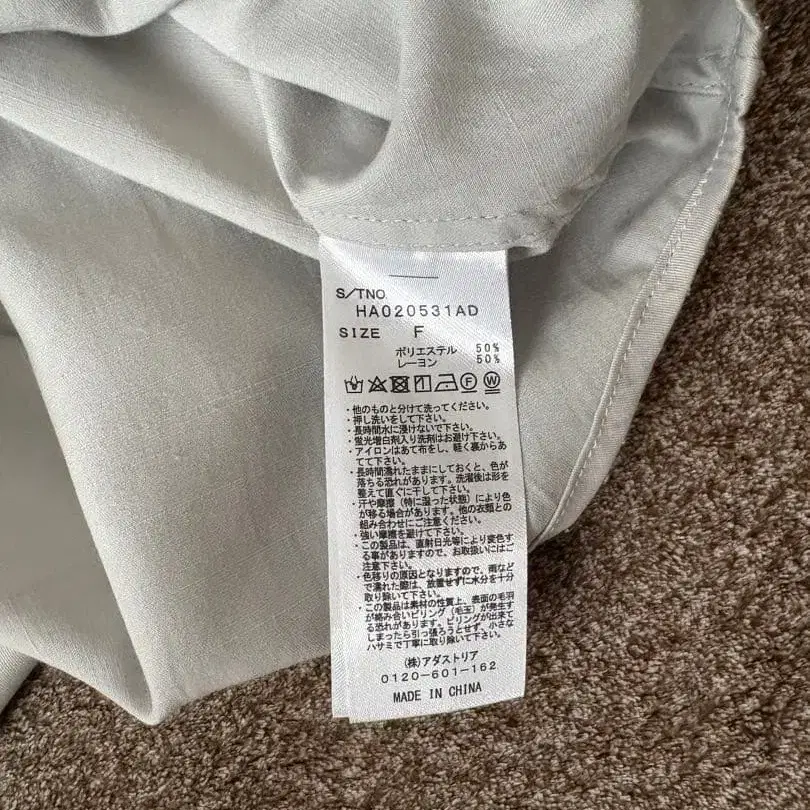 S/TNO.
HA020531AD
SIZE F
ポリエステル 50%
レーヨン 50%
・他のものと分けて洗ってください。
・押し洗いをして下さい。
・長時間水に浸けないで下さい。
・蛍光増白剤入り洗剤はお避け下さい。
・アイロンはあて布をし、軽く裏からあ
てて下さい。
・長時間濡れたままにしておくと、色が
落ちる恐れがあります。洗濯後は形を
整えて直ぐに干して下さい。
・汗や摩擦（特に湿った状態）により色
が移る場合があります。他の衣類との
組み合わせにご注意ください。
・強い摩擦を避けて下さい。
・この製品は、直射日光等により変色す
る事がありますので、お取扱いにはご
注意下さい。
・色移りの原因となりますので、雨など
で濡れた際は、放置せずに水分を十分
取り除いて下さい。
・この製品は素材の性質上、表面の毛羽
が絡み合いピリング（毛玉）が発生す
る恐れがあります。ピリングが出来て
しまったら引っ張ろうとせず、小さな
ハサミで丁寧に取り除いて下さい。
(株)アダストリア
0120-601-162
MADE IN CHINA